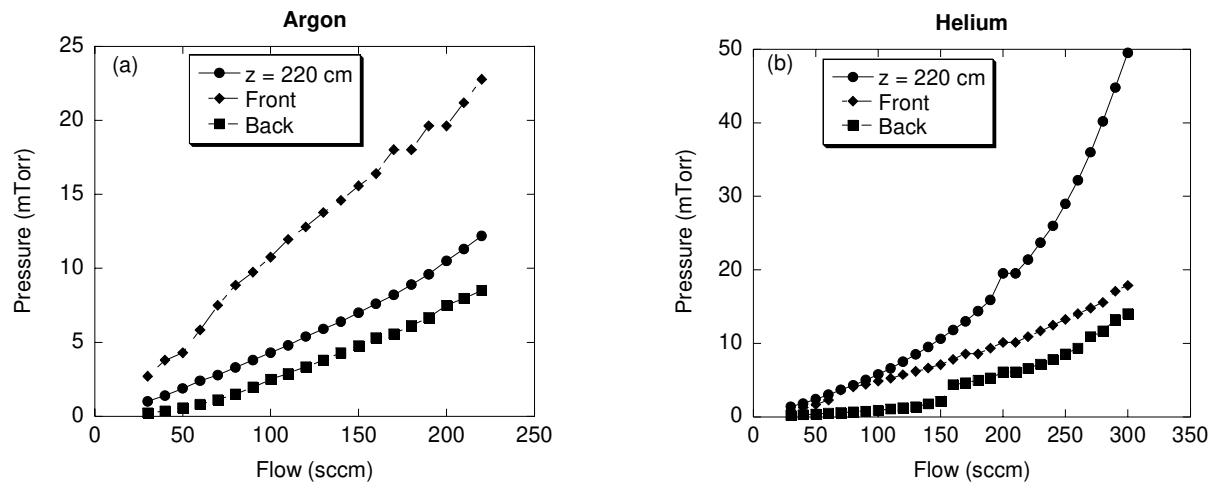 Argon
(a)
z = 220 cm
Front
Back
25
20
15
10
5
0
0 50 100 150 200 250
Pressure (mTorr)
Flow (sccm)
Helium
(b)
z = 220 cm
Front
Back
50
40
30
20
10
0
0 50 100 150 200 250 300 350
Pressure (mTorr)
Flow (sccm)